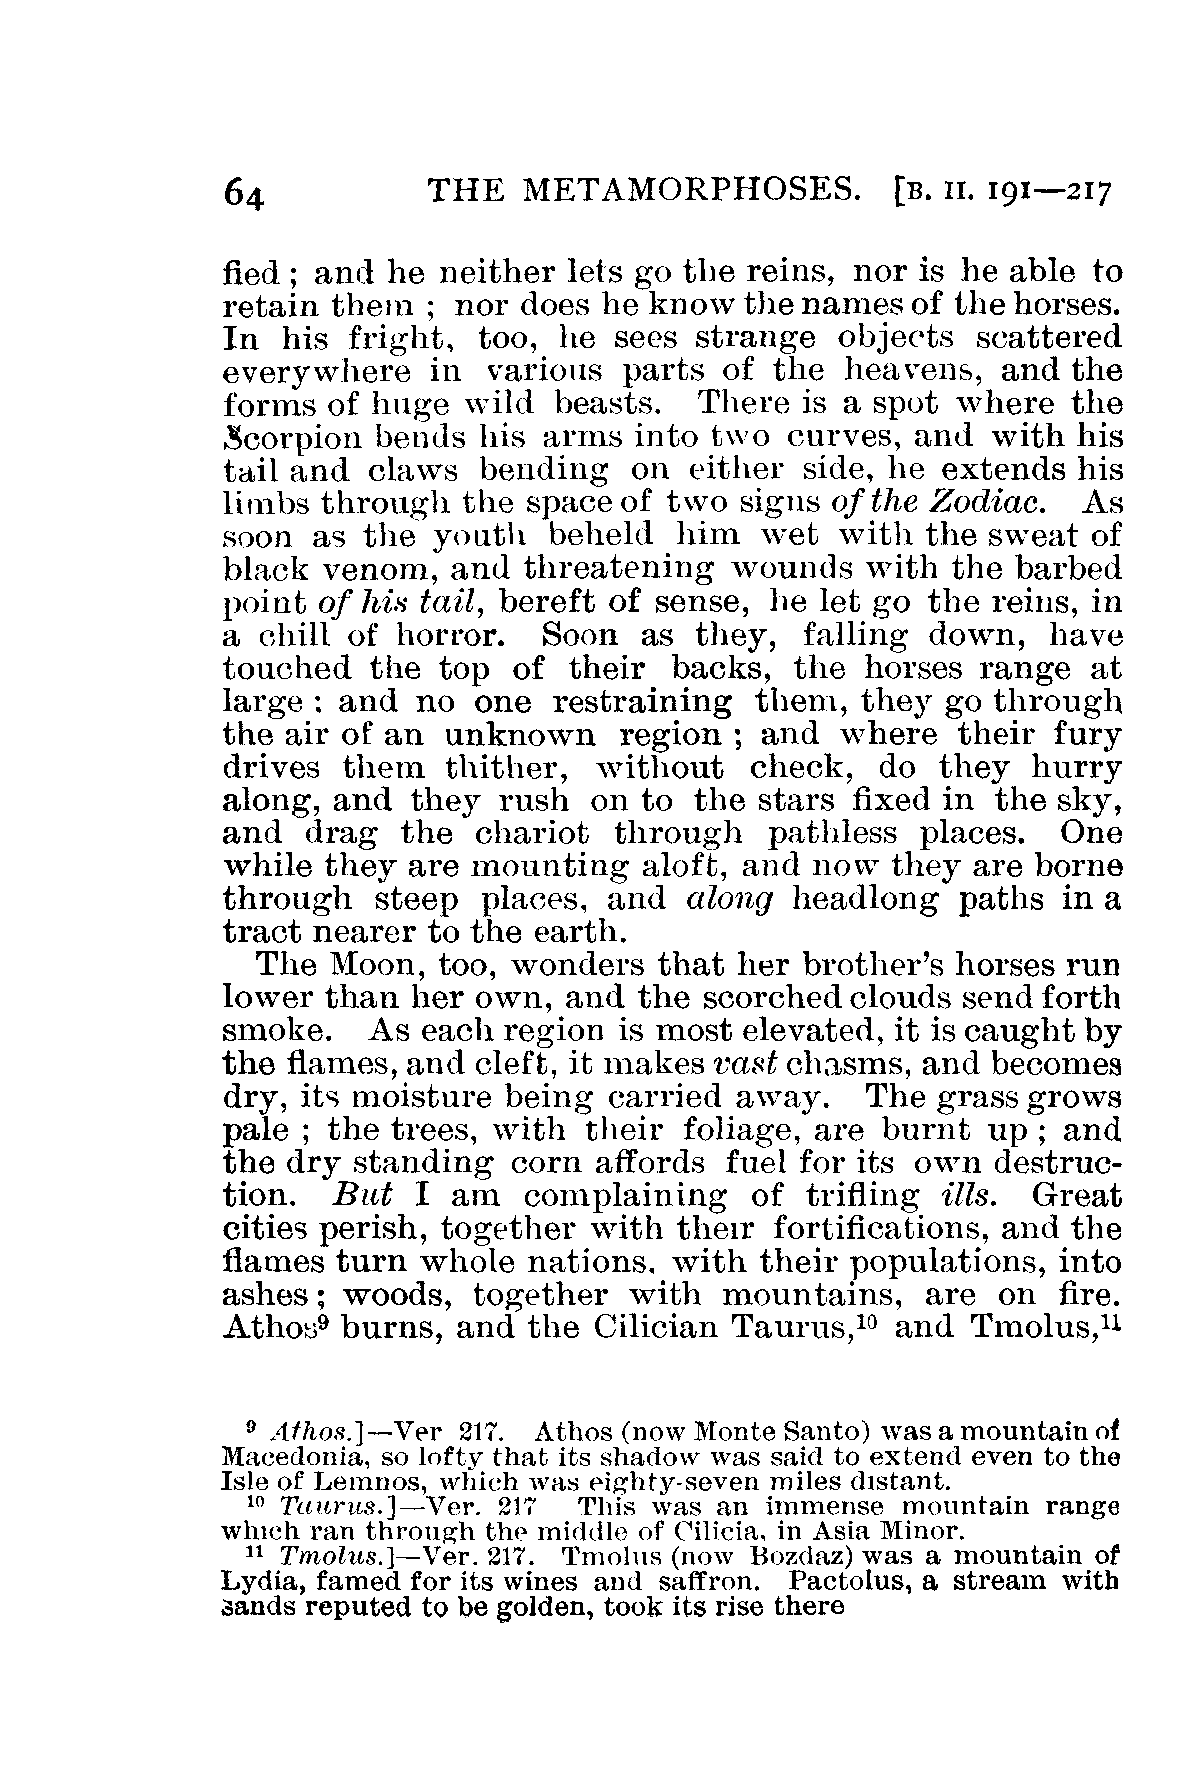 64 THE METAMORPHOSES. [B. II. 191—217
fied ; and he neither lets go the reins, nor is he able to
retain them ; nor does he know the names of the horses.
In his fright, too, he sees strange objects scattered
everywhere in various parts of the heavens, and the
forms of huge wild beasts. There is a spot where the
Scorpion bends his arms into two curves, and with his
tail and claws bending on either side, he extends his
limbs through the space of two signs of the Zodiac. As
soon as the youth beheld him wet with the sweat of
black venom, and threatening wounds with the barbed
point of his tail, bereft of sense, he let go the reins, in
a chill of horror. Soon as they, falling down, have
touched the top of their backs, the horses range at
large : and no one restraining them, they go through
the air of an unknown region ; and where their fury
drives them thither, without check, do they hurry
along, and they rush on to the stars fixed in the sky,
and drag the chariot through pathless places. One
while they are mounting aloft, and now they are borne
through steep places, and along headlong paths in a
tract nearer to the earth.
The Moon, too, wonders that her brother's horses run
lower than her own, and the scorched clouds send forth
smoke. As each region is most elevated, it is caught by
the flames, and cleft, it makes vast chasms, and becomes
dry, its moisture being carried away. The grass grows
pale ; the trees, with their foliage, are burnt up ; and
the dry standing corn affords fuel for its own destruc-
tion. But I am complaining of trifling ills. Great
cities perish, together with their fortifications, and the
flames turn whole nations, with their populations, into
ashes ; woods, together with mountains, are on fire.
Athos⁹ burns, and the Cilician Taurus,¹⁰ and Tmolus,¹¹
⁹ Athos.]—Ver 217. Athos (now Monte Santo) was a mountain of
Macedonia, so lofty that its shadow was said to extend even to the
Isle of Lemnos, which was eighty-seven miles distant.
¹⁰ Taurus.]—Ver. 217 This was an immense mountain range
which ran through the middle of Cilicia, in Asia Minor.
¹¹ Tmolus.]—Ver. 217. Tmolus (now Bozdaz) was a mountain of
Lydia, famed for its wines and saffron. Pactolus, a stream with
sands reputed to be golden, took its rise there